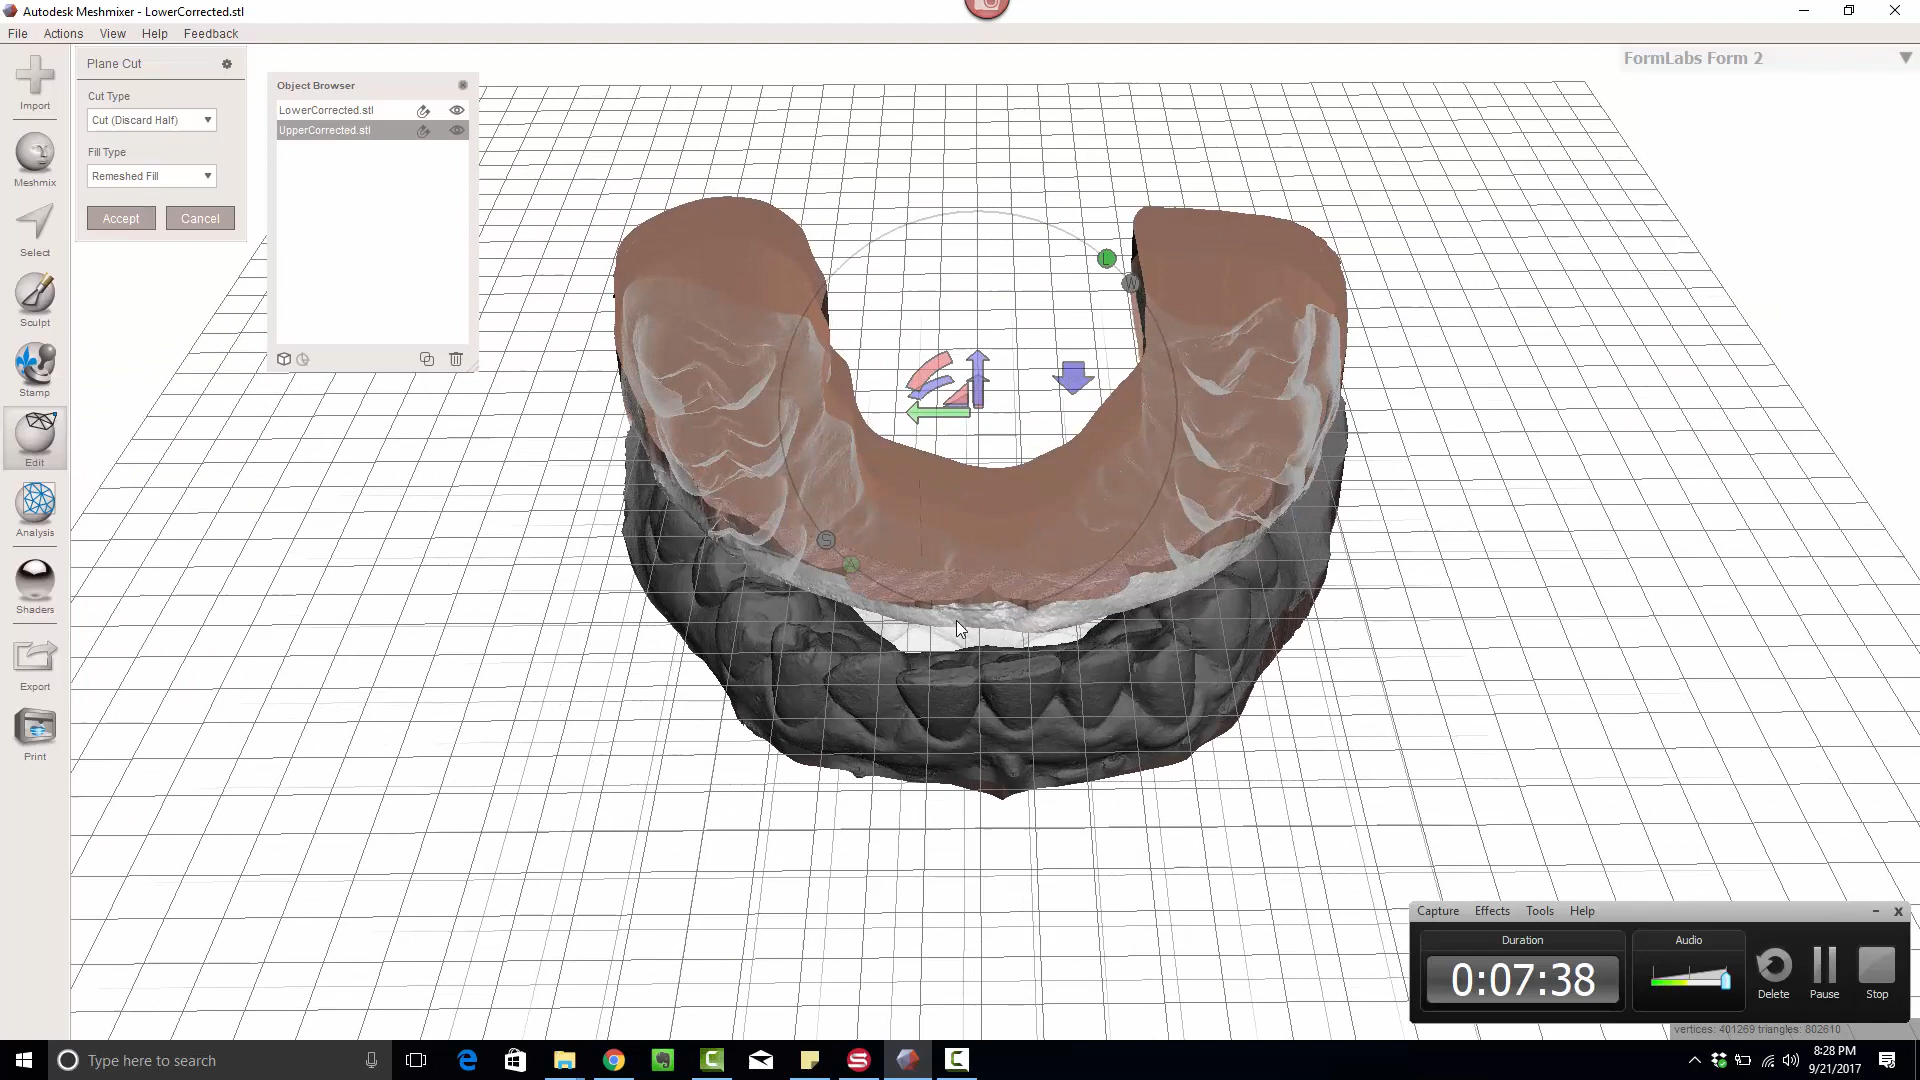 Autodesk Meshmixer - LowerCorrected.stl
File Actions View Help Feedback
Plane Cut
Cut Type
Cut (Discard Half)
Fill Type
Remeshed Fill
Accept Cancel
Object Browser
LowerCorrected.stl
UpperCorrected.stl
FormLabs Form 2
Import
Meshmix
Select
Sculpt
Stamp
Edit
Analysis
Shaders
Export
Print
L
W
S
A
Capture Effects Tools Help
Duration
0:07:38
Audio
Delete Pause Stop
vertices: 401269 triangles: 802610
Type here to search
8:28 PM
9/21/2017